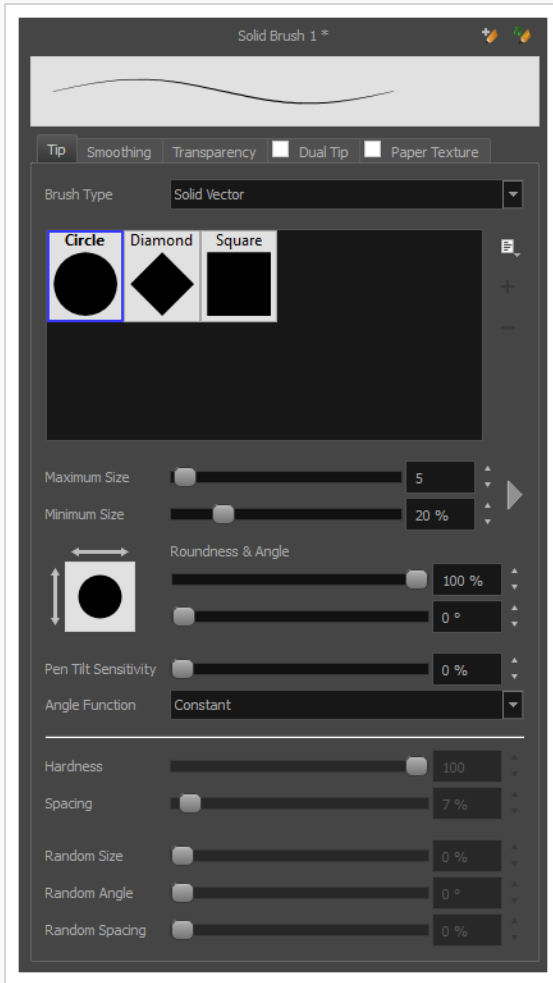 Solid Brush 1 *
Tip Smoothing Transparency Dual Tip Paper Texture
Brush Type Solid Vector
Circle Diamond Square
Maximum Size 5
Minimum Size 20 %
Roundness & Angle
100 %
0 °
Pen Tilt Sensitivity 0 %
Angle Function Constant
Hardness 100
Spacing 7 %
Random Size 0 %
Random Angle 0 °
Random Spacing 0 %